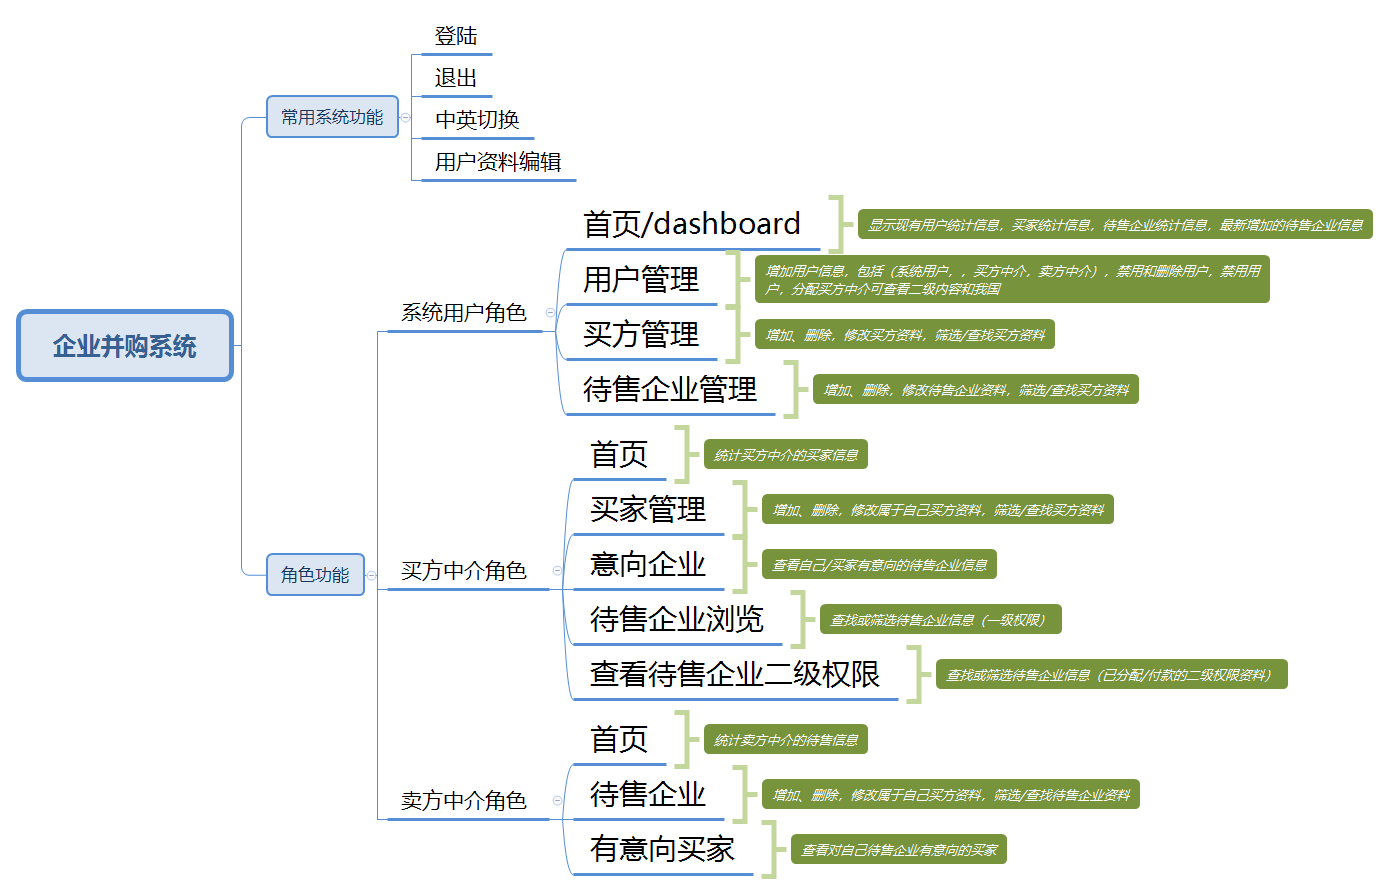 企业并购系统
常用系统功能
登陆
退出
中英切换
用户资料编辑
角色功能
系统用户角色
首页/dashboard
显示现有用户统计信息，买家统计信息，待售企业统计信息，最新增加的待售企业信息
用户管理
增加用户信息，包括（系统用户，，买方中介，卖方中介），禁用和删除用户，禁用用
户，分配买方中介可查看二级内容和我国
买方管理
增加、删除，修改买方资料，筛选/查找买方资料
待售企业管理
增加、删除，修改待售企业资料，筛选/查找买方资料
买方中介角色
首页
统计买方中介的买家信息
买家管理
增加、删除，修改属于自己买方资料，筛选/查找买方资料
意向企业
查看自己/买家有意向的待售企业信息
待售企业浏览
查找或筛选待售企业信息（一级权限）
查看待售企业二级权限
查找或筛选待售企业信息（已分配/付款的二级权限资料）
卖方中介角色
首页
统计卖方中介的待售信息
待售企业
增加、删除，修改属于自己买方资料，筛选/查找待售企业资料
有意向买家
查看对自己待售企业有意向的买家